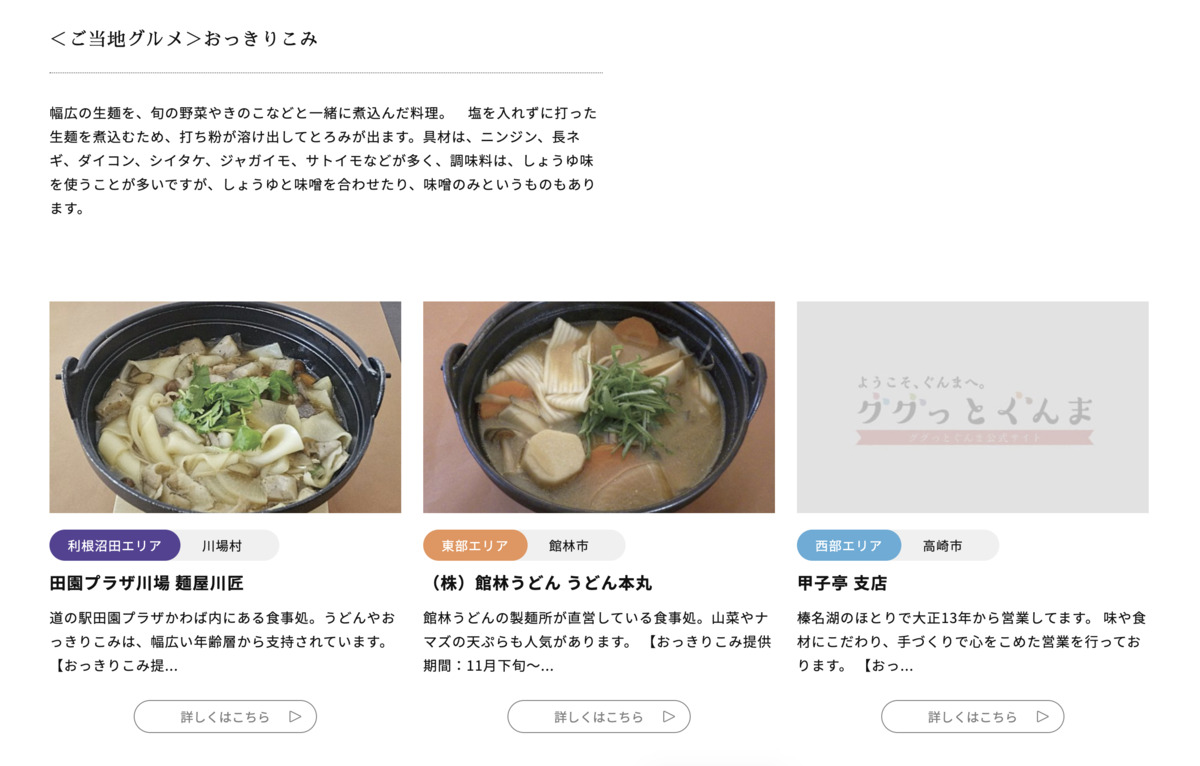 ＜ご当地グルメ＞おっきりこみ
幅広の生麺を、旬の野菜やきのこなどと一緒に煮込んだ料理。　塩を入れずに打った
生麺を煮込むため、打ち粉が溶け出してとろみが出ます。具材は、ニンジン、長ネ
ギ、ダイコン、シイタケ、ジャガイモ、サトイモなどが多く、調味料は、しょうゆ味
を使うことが多いですが、しょうゆと味噌を合わせたり、味噌のみというものもあり
ます。
ようこそ、ぐんまへ。
ググっとぐんま
ググっとぐんま公式サイト
利根沼田エリア 川場村
田園プラザ川場 麺屋川匠
道の駅田園プラザかわば内にある食事処。うどんやお
っきりこみは、幅広い年齢層から支持されています。
【おっきりこみ提...
詳しくはこちら
東部エリア 館林市
（株）館林うどん うどん本丸
館林うどんの製麺所が直営している食事処。山菜やナ
マズの天ぷらも人気があります。 【おっきりこみ提供
期間：11月下旬〜...
詳しくはこちら
西部エリア 高崎市
甲子亭 支店
榛名湖のほとりで大正13年から営業してます。 味や食
材にこだわり、手づくりで心をこめた営業を行ってお
ります。 【おっ...
詳しくはこちら